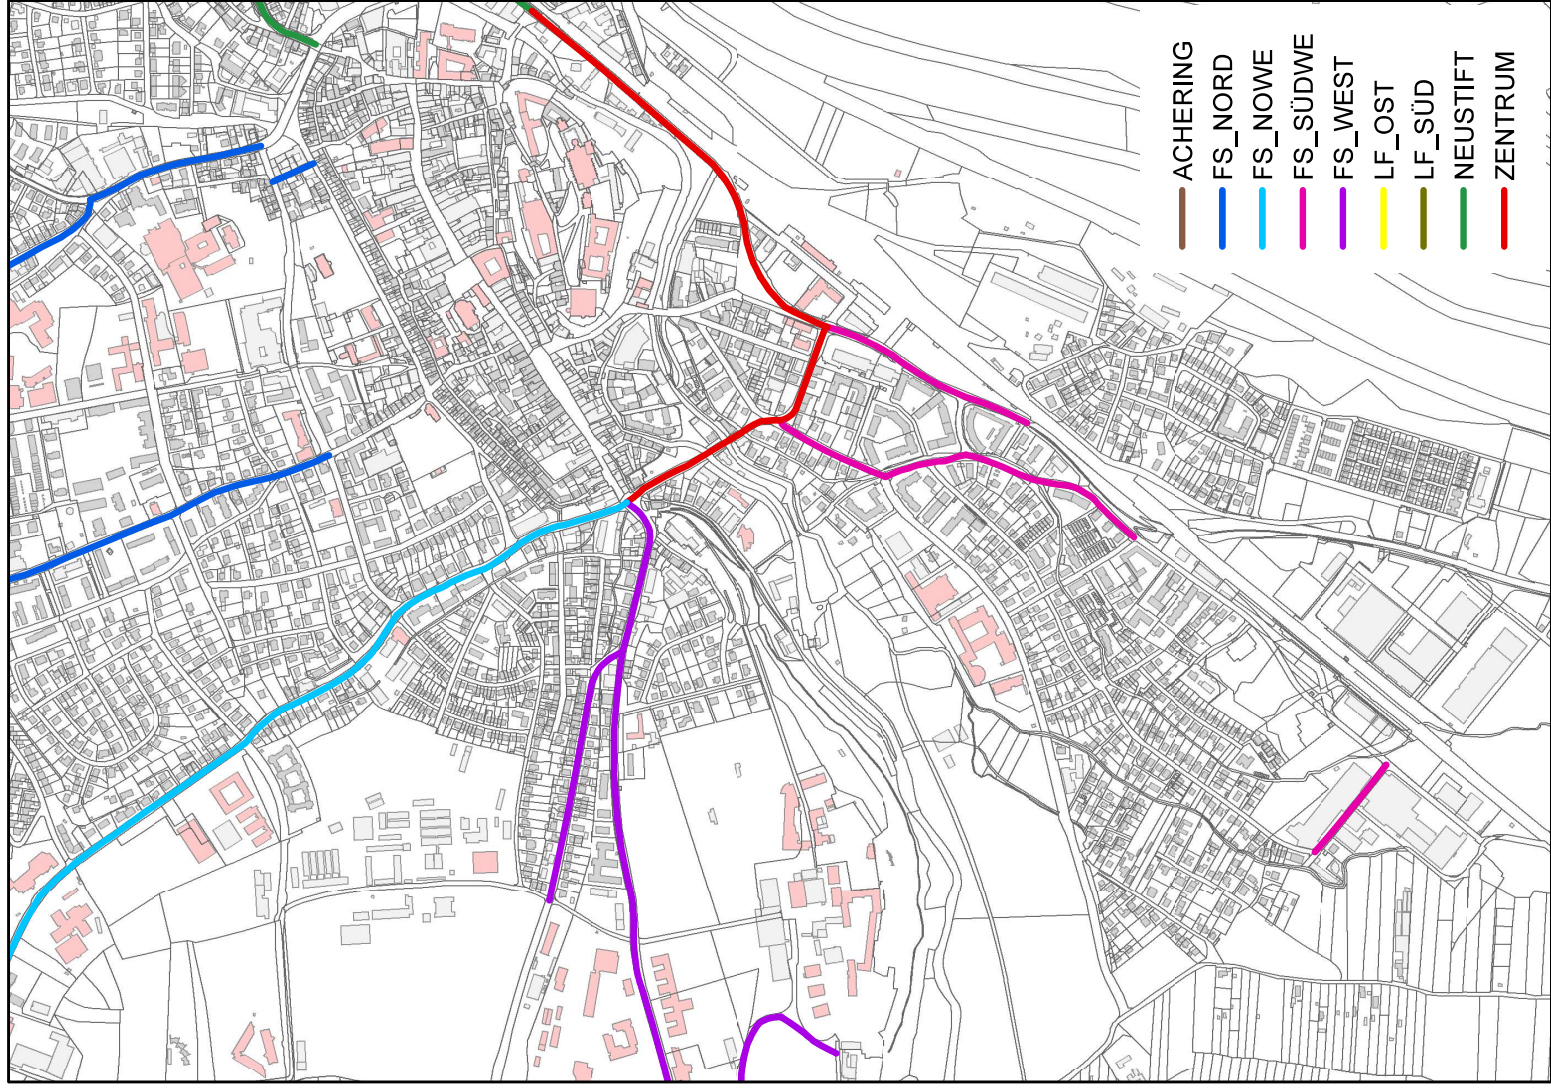 ACHERING
FS_NORD
FS_NOWE
FS_SÜDWE
FS_WEST
LF_OST
LF_SÜD
NEUSTIFT
ZENTRUM